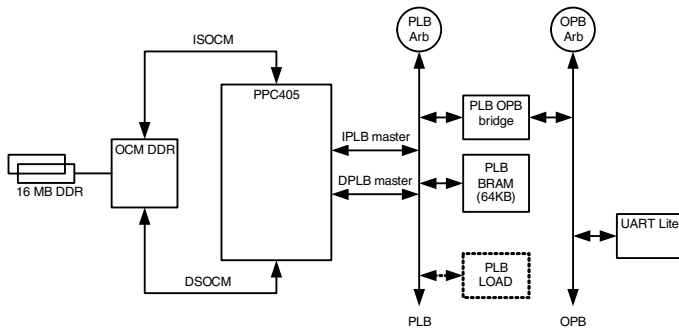 PLB
Arb
OPB
Arb
ISOCM
PPC405
PLB OPB
bridge
IPLB master
OCM DDR
PLB
BRAM
(64KB)
DPLB master
16 MB DDR
UART Lite
PLB
LOAD
DSOCM
PLB
OPB